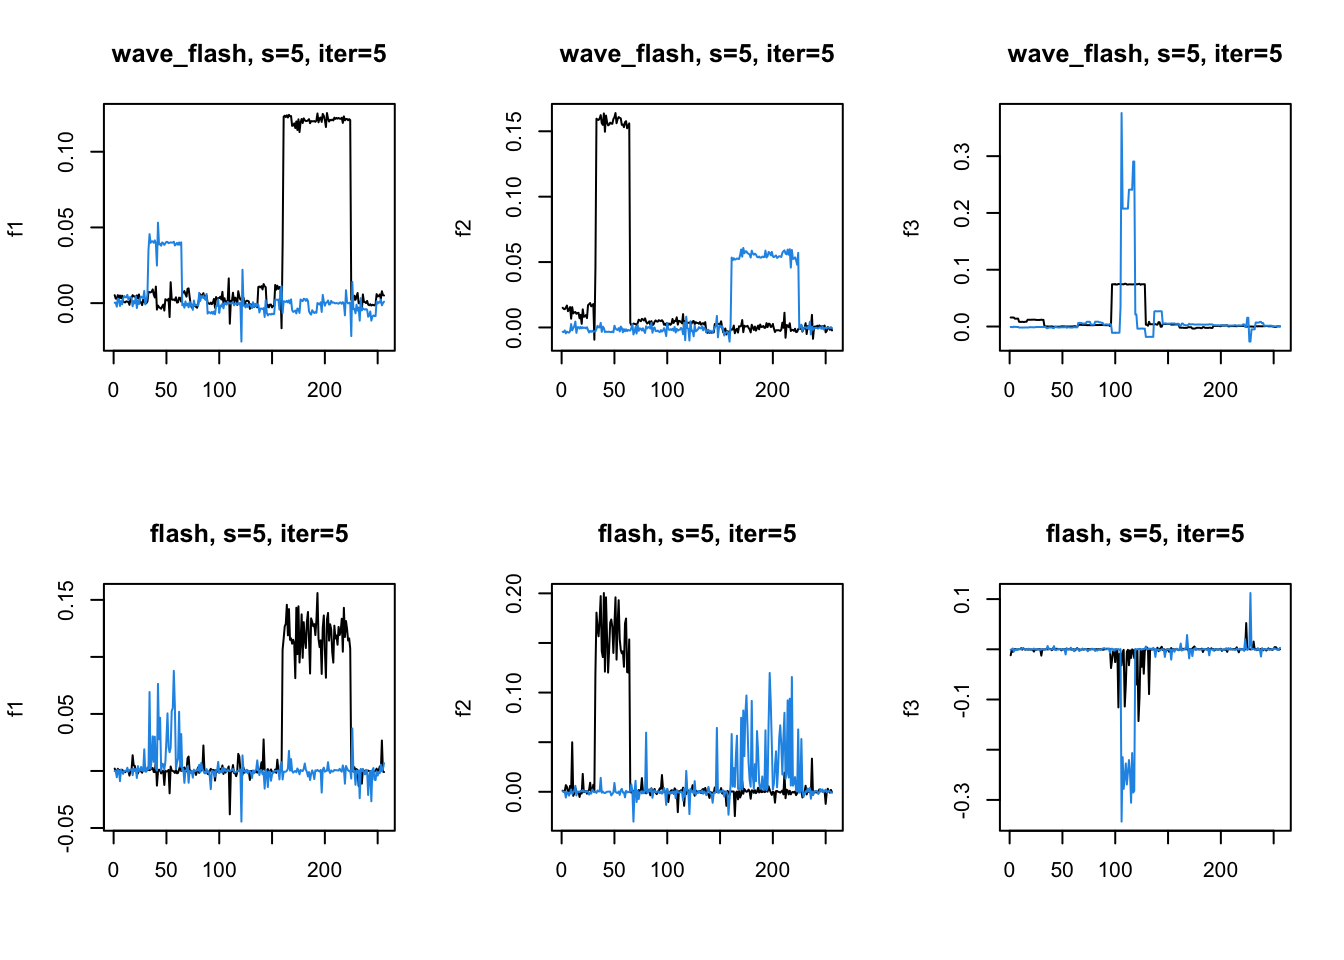 wave_flash, s=5, iter=5
f1
0.00 0.05 0.10
0 50 100 200
wave_flash, s=5, iter=5
f2
0.00 0.05 0.10 0.15
0 50 100 200
wave_flash, s=5, iter=5
f3
0.0 0.1 0.2 0.3
0 50 100 200
flash, s=5, iter=5
f1
-0.05 0.05 0.15
0 50 100 200
flash, s=5, iter=5
f2
0.00 0.10 0.20
0 50 100 200
flash, s=5, iter=5
f3
-0.3 -0.1 0.1
0 50 100 200